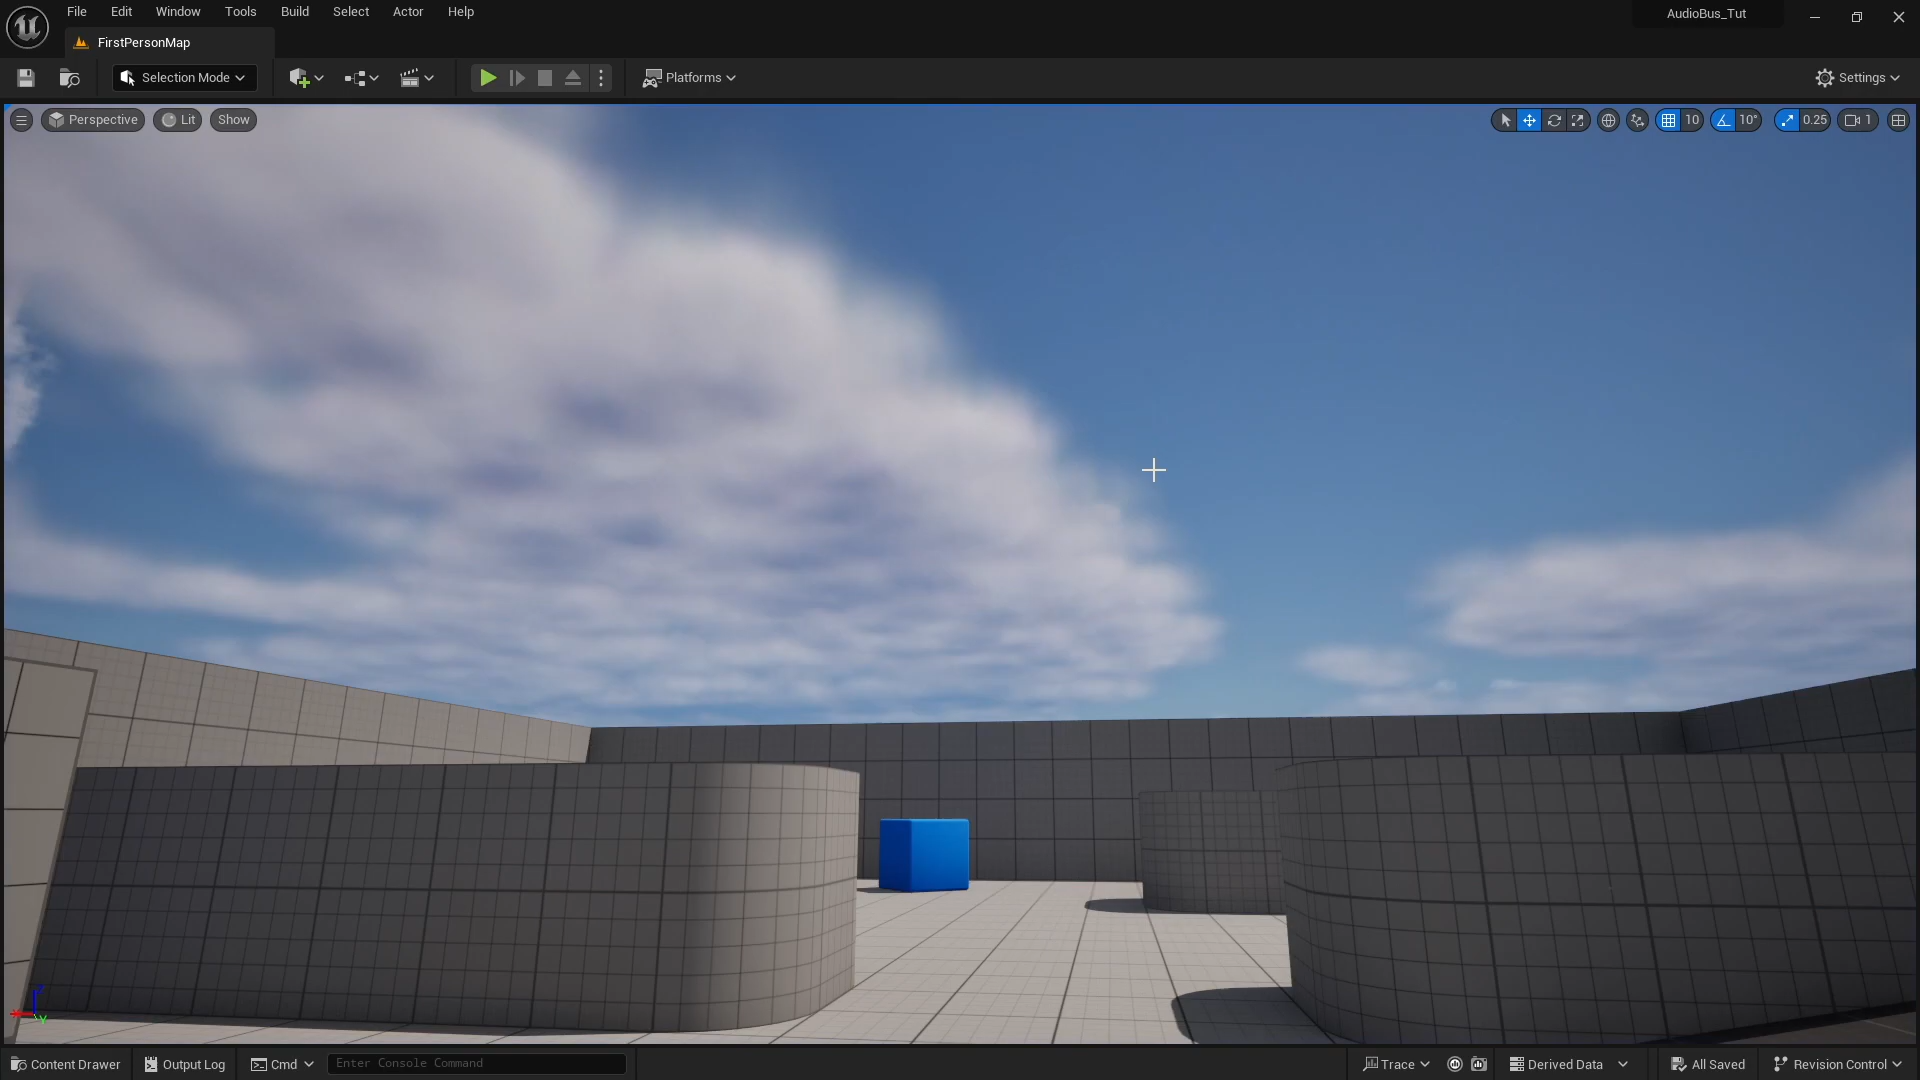 File Edit Window Tools Build Select Actor Help
AudioBus_Tut
FirstPersonMap
Selection Mode
Platforms
Settings
Perspective Lit Show
10 10° 0.25 1
Z
X Y
Content Drawer Output Log Cmd Enter Console Command Trace Derived Data All Saved Revision Control